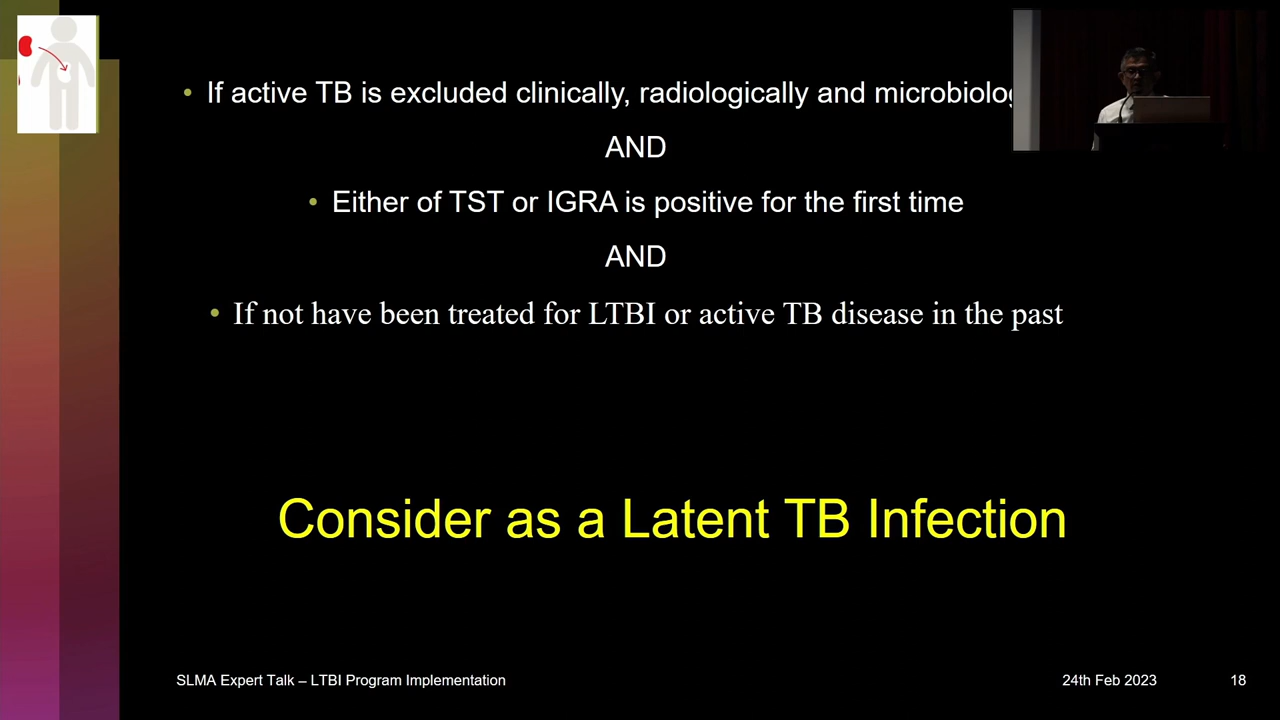 • If active TB is excluded clinically, radiologically and
AND
• Either of TST or IGRA is positive for the first time
AND
• If not have been treated for LTBI or active TB disease in the past
Consider as a Latent TB Infection
SLMA Expert Talk – LTBI Program Implementation
24th Feb 2023
18